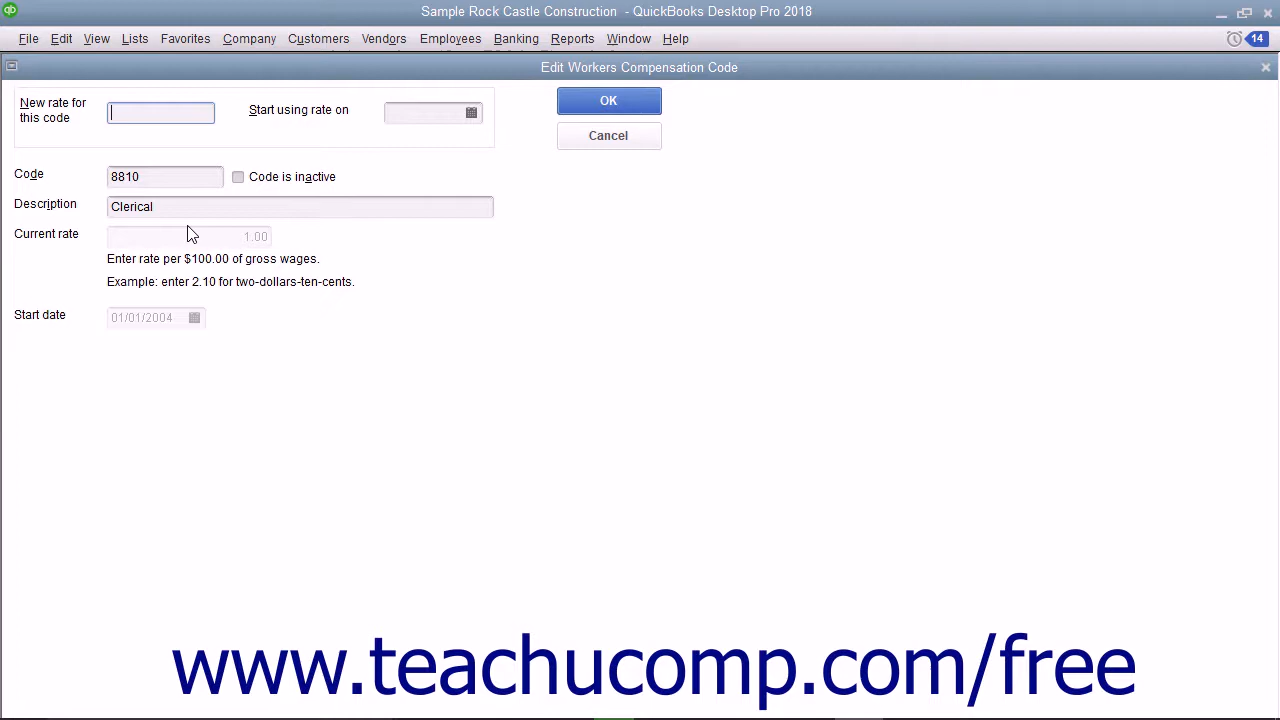 Sample Rock Castle Construction - QuickBooks Desktop Pro 2018
File Edit View Lists Favorites Company Customers Vendors Employees Banking Reports Window Help 14
Edit Workers Compensation Code
New rate for this code
Start using rate on
OK
Cancel
Code 8810 Code is inactive
Description Clerical
Current rate 1.00
Enter rate per $100.00 of gross wages.
Example: enter 2.10 for two-dollars-ten-cents.
Start date 01/01/2004
www.teachucomp.com/free